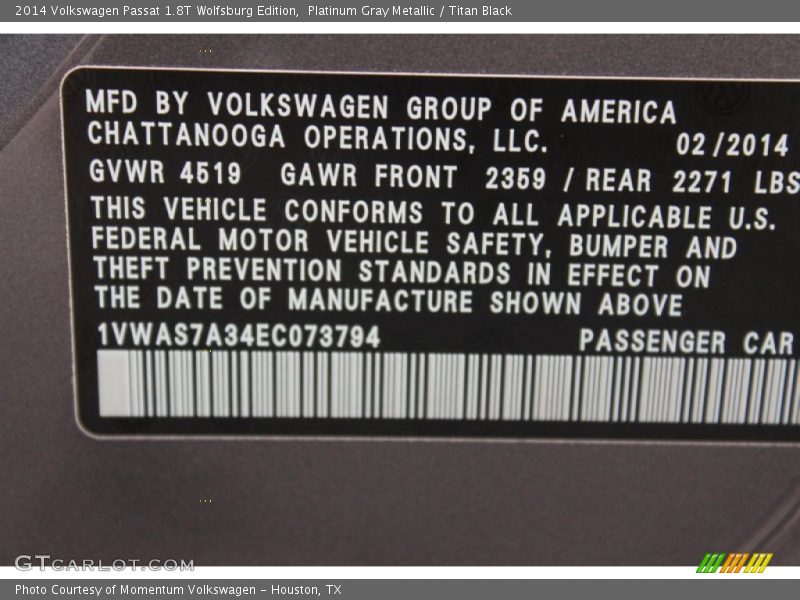 2014 Volkswagen Passat 1.8T Wolfsburg Edition,  Platinum Gray Metallic / Titan Black
MFD BY VOLKSWAGEN GROUP OF AMERICA
CHATTANOOGA OPERATIONS, LLC. 02/2014
GVWR 4519 GAWR FRONT 2359 / REAR 2271 LBS
THIS VEHICLE CONFORMS TO ALL APPLICABLE U.S.
FEDERAL MOTOR VEHICLE SAFETY, BUMPER AND
THEFT PREVENTION STANDARDS IN EFFECT ON
THE DATE OF MANUFACTURE SHOWN ABOVE
1VWAS7A34EC073794 PASSENGER CAR
GTCARLOT.COM
Photo Courtesy of Momentum Volkswagen - Houston, TX